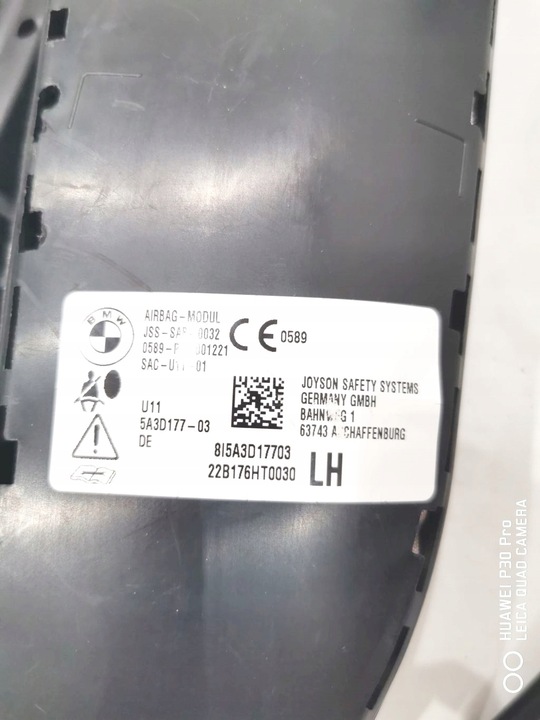 BMW
AIRBAG-MODUL
CE 0589
SAC-
U11
5A3D177-03
DE
8I5A3D17703
22B176HT0030
LH
JOYSON SAFETY SYSTEMS
GERMANY GMBH
63743
HUAWEI P30 Pro
LEICA QUAD CAMERA